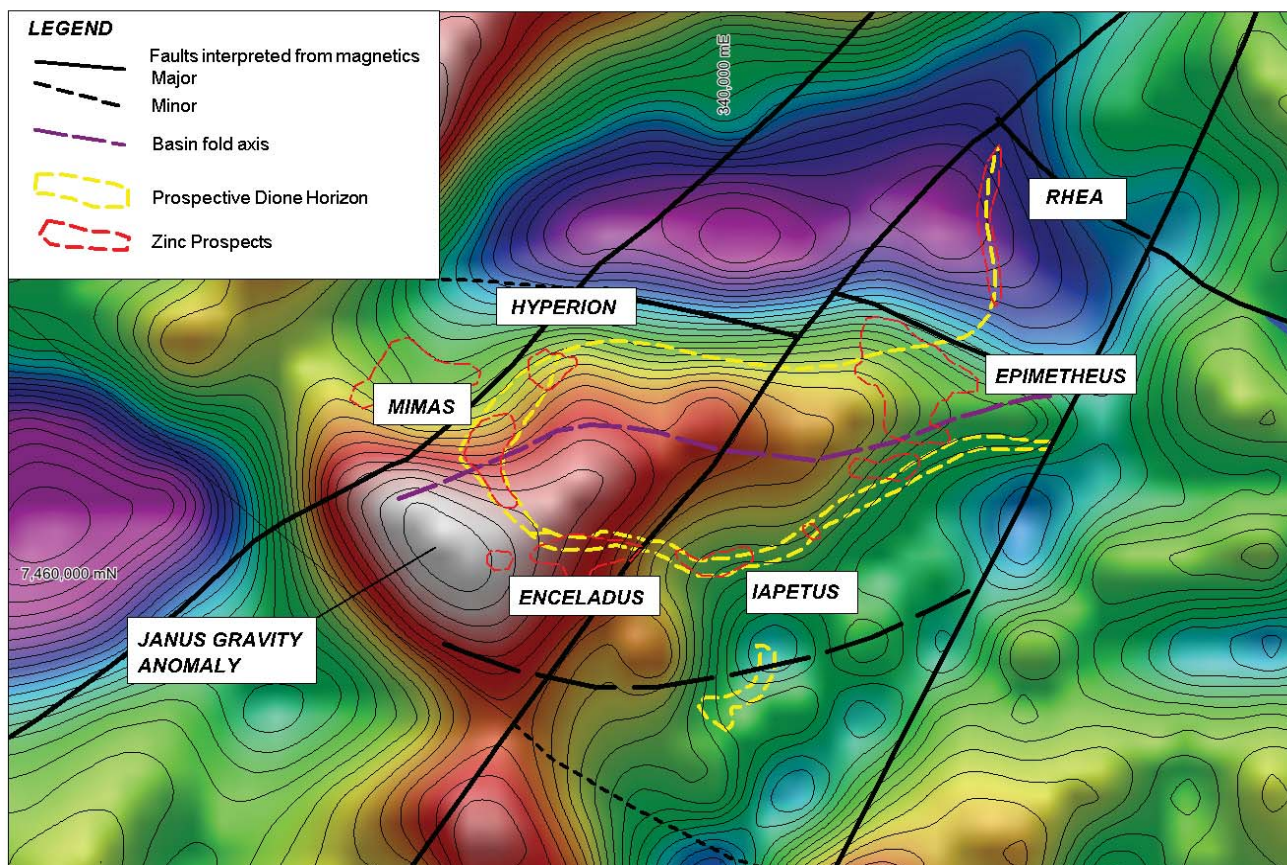 LEGEND
Faults interpreted from magnetics
Major
Minor
Basin fold axis
Prospective Dione Horizon
Zinc Prospects
340,000 mE
RHEA
HYPERION
EPIMETHEUS
MIMAS
7,460,000 mN
ENCELADUS
IAPETUS
JANUS GRAVITY
ANOMALY